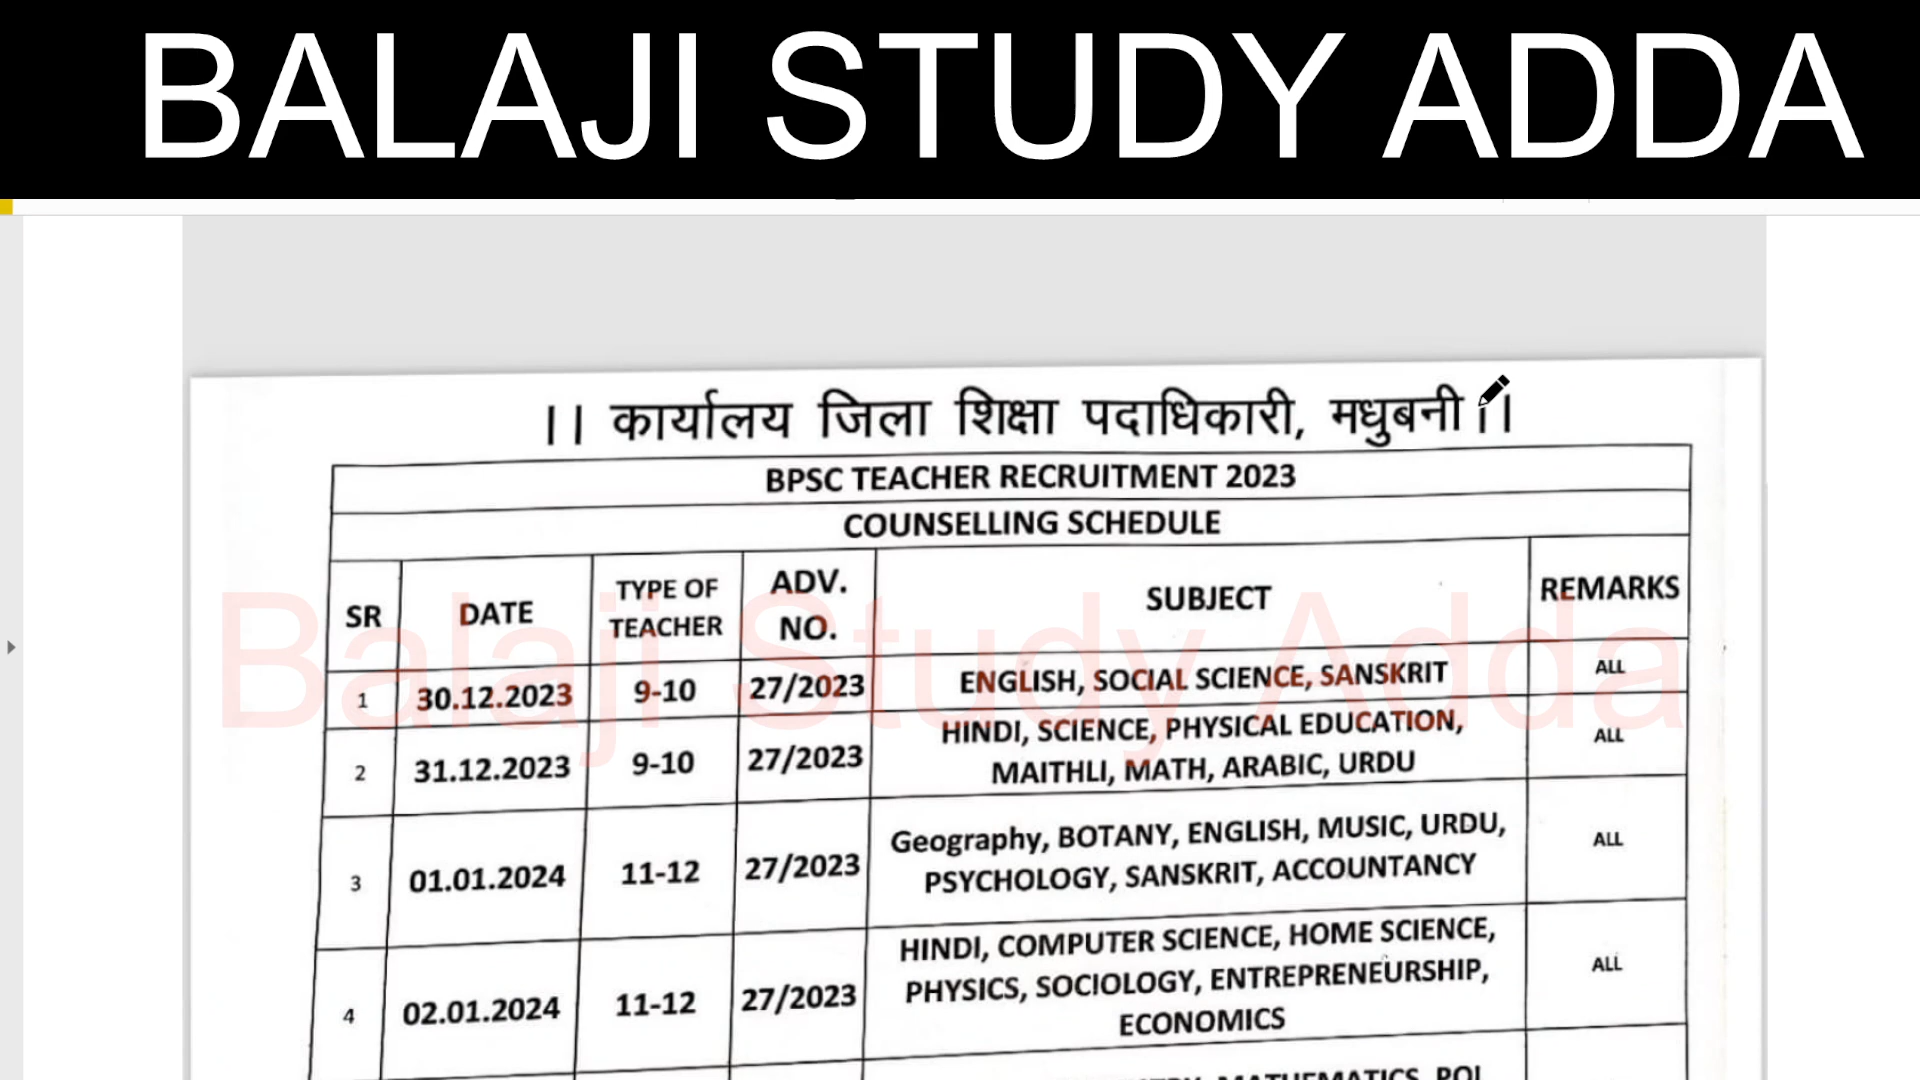 BALAJI STUDY ADDA
।। कार्यालय जिला शिक्षा पदाधिकारी, मधुबनी ।।
BPSC TEACHER RECRUITMENT 2023
COUNSELLING SCHEDULE
SR DATE TYPE OF TEACHER ADV. NO. SUBJECT REMARKS
Balaji Study Adda
1 30.12.2023 9-10 27/2023 ENGLISH, SOCIAL SCIENCE, SANSKRIT ALL
2 31.12.2023 9-10 27/2023 HINDI, SCIENCE, PHYSICAL EDUCATION,
MAITHLI, MATH, ARABIC, URDU ALL
3 01.01.2024 11-12 27/2023 Geography, BOTANY, ENGLISH, MUSIC, URDU,
PSYCHOLOGY, SANSKRIT, ACCOUNTANCY ALL
4 02.01.2024 11-12 27/2023 HINDI, COMPUTER SCIENCE, HOME SCIENCE,
PHYSICS, SOCIOLOGY, ENTREPRENEURSHIP,
ECONOMICS ALL
MATHEMATICS, POL